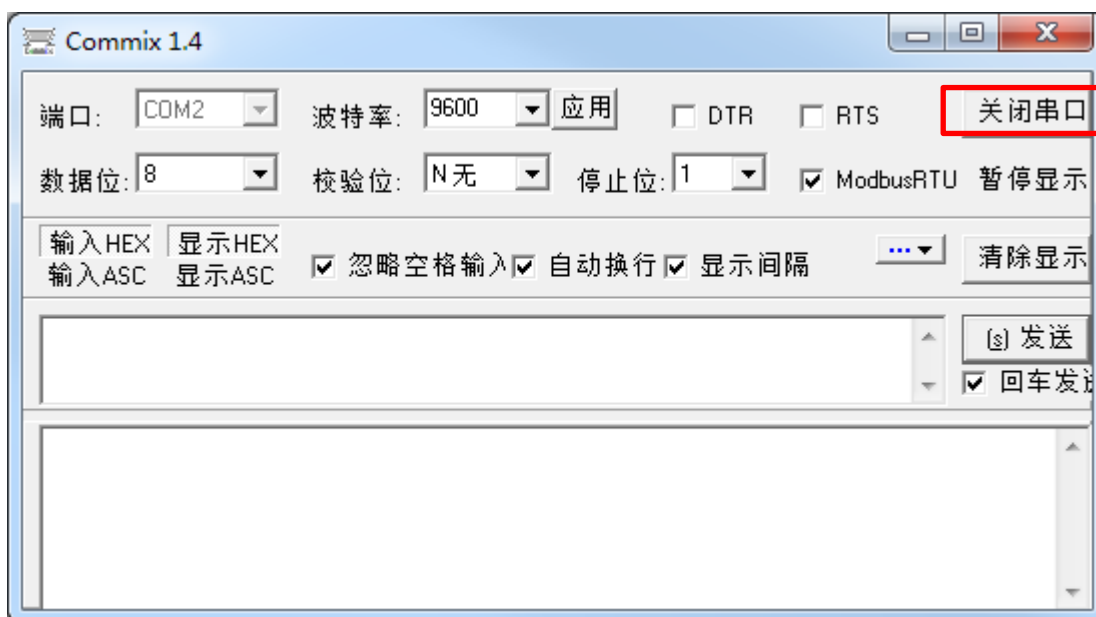 Commix 1.4
端口: COM2 波特率: 9600 应用 DTR RTS 关闭串口
数据位: 8 校验位: N无 停止位: 1 ModbusRTU 暂停显示
输入HEX 显示HEX
输入ASC 显示ASC 忽略空格输入 自动换行 显示间隔 ... 清除显示
(s) 发送
回车发